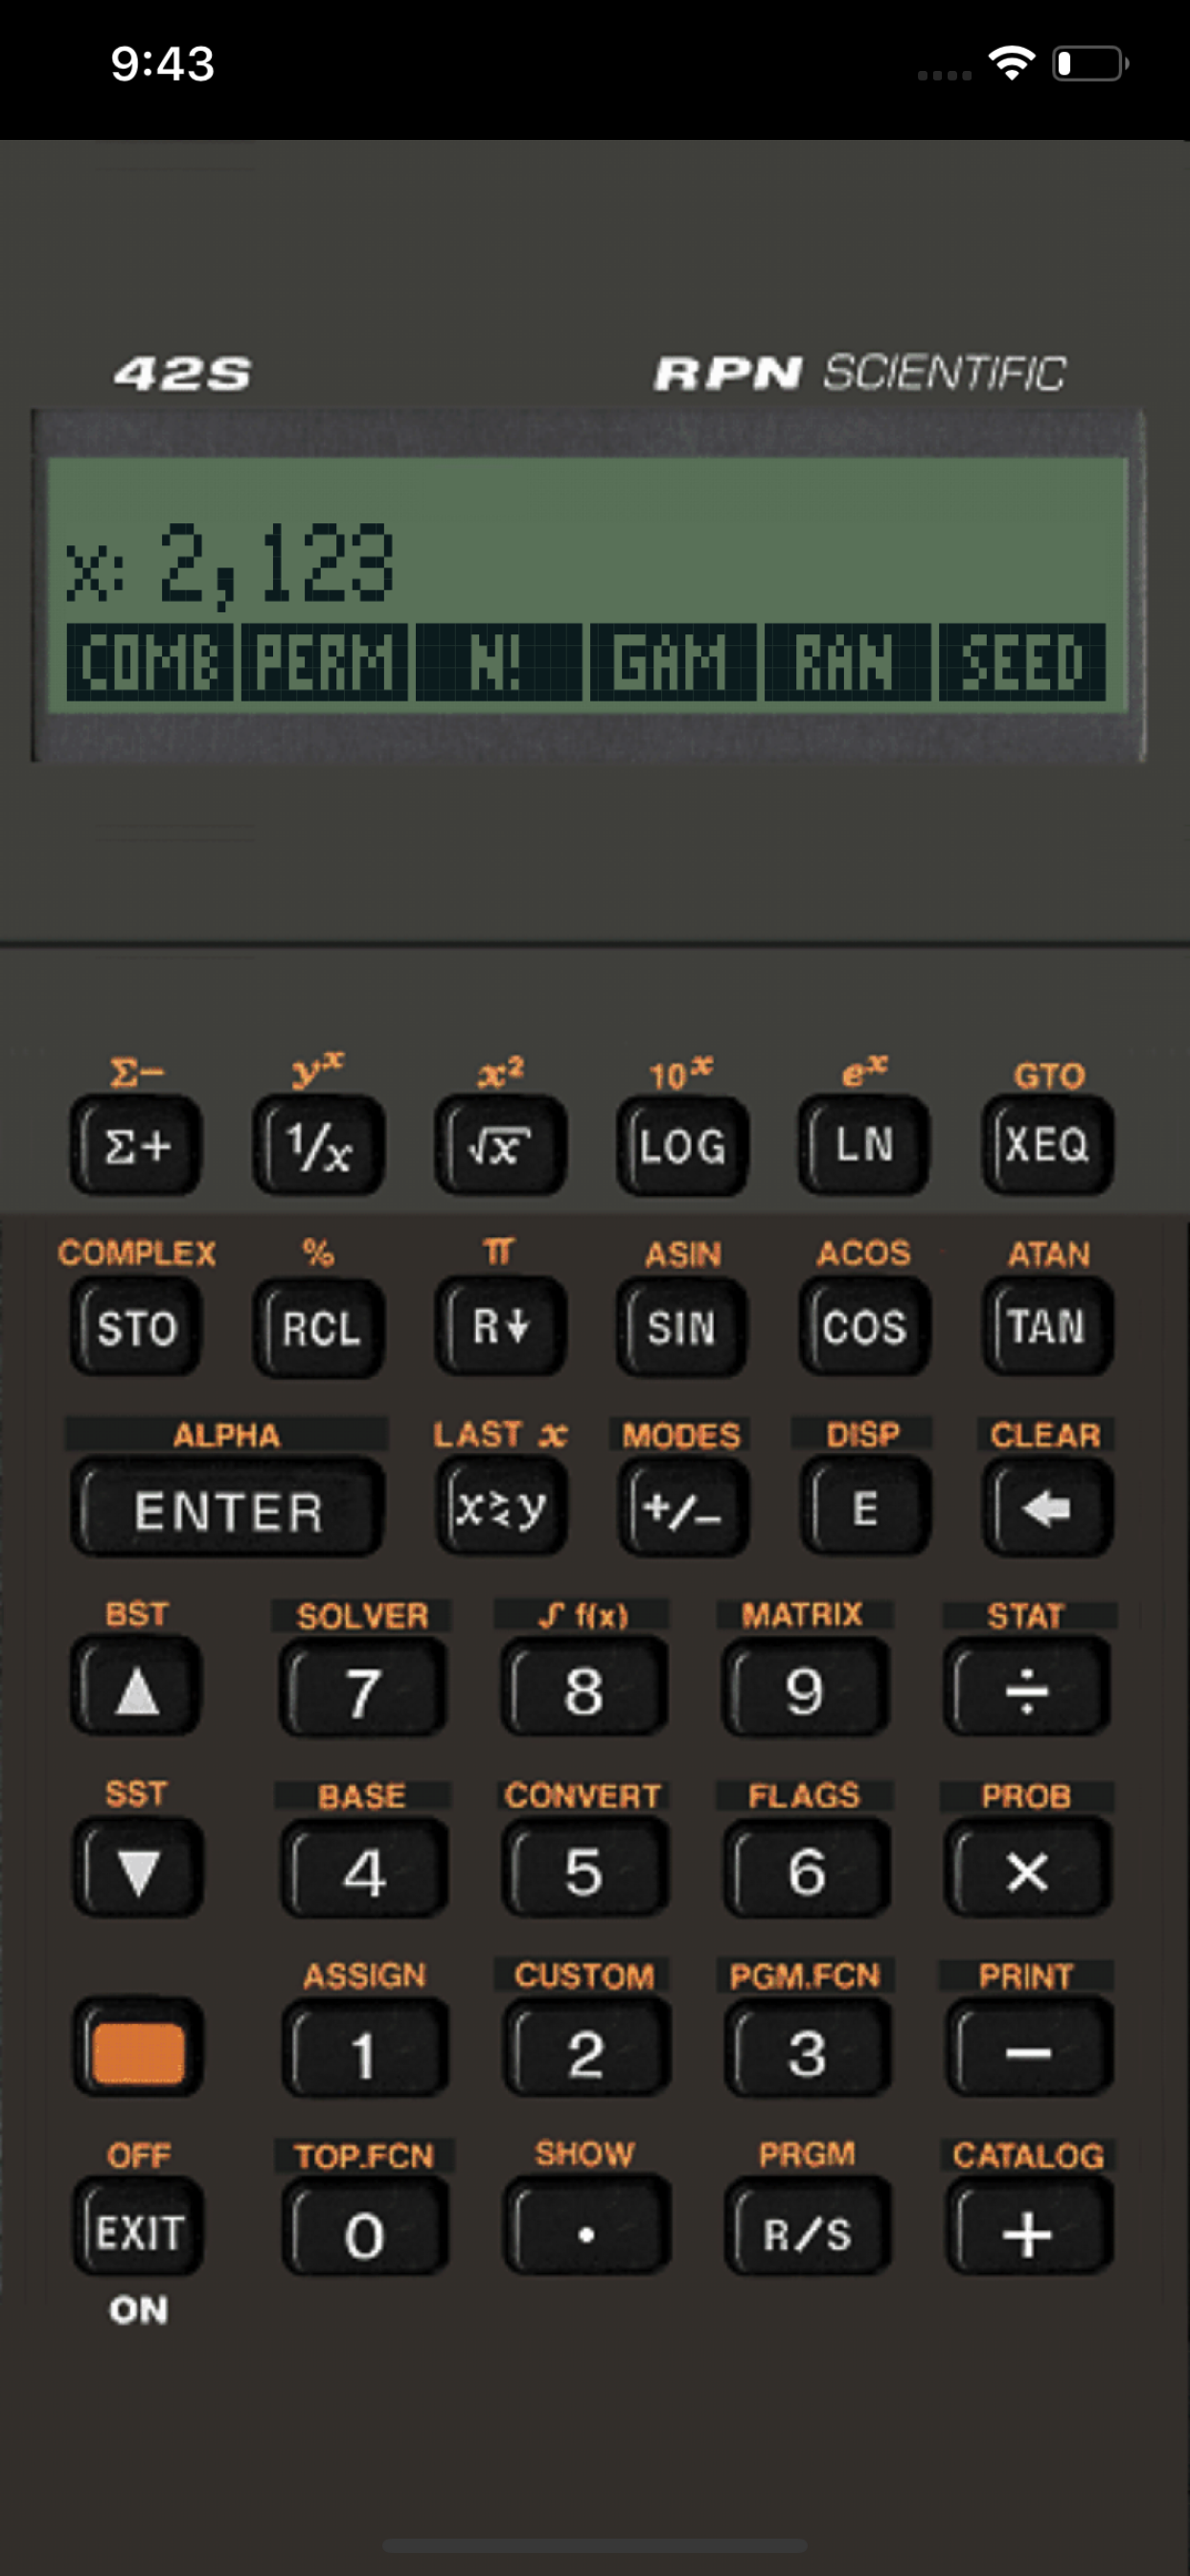 9:43
42S RPN SCIENTIFIC
x: 2,123
COMB PERM N! GAM RAN SEED
Σ− yˣ x² 10ˣ eˣ GTO
Σ+ 1/x √x LOG LN XEQ
COMPLEX % π ASIN ACOS ATAN
STO RCL R↓ SIN COS TAN
ALPHA LAST x MODES DISP CLEAR
ENTER x≷y +/− E ←
BST SOLVER ∫f(x) MATRIX STAT
▲ 7 8 9 ÷
SST BASE CONVERT FLAGS PROB
▼ 4 5 6 ×
ASSIGN CUSTOM PGM.FCN PRINT
1 2 3 −
OFF TOP.FCN SHOW PRGM CATALOG
EXIT 0 . R/S +
ON